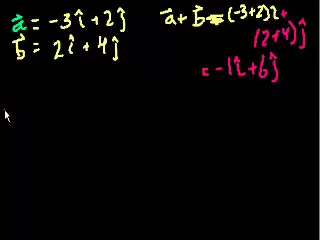 a⃗ = -3î + 2ĵ
b⃗ = 2î + 4ĵ
a⃗ + b⃗ = (-3+2)î +
(2+4)ĵ
= -1î + 6ĵ